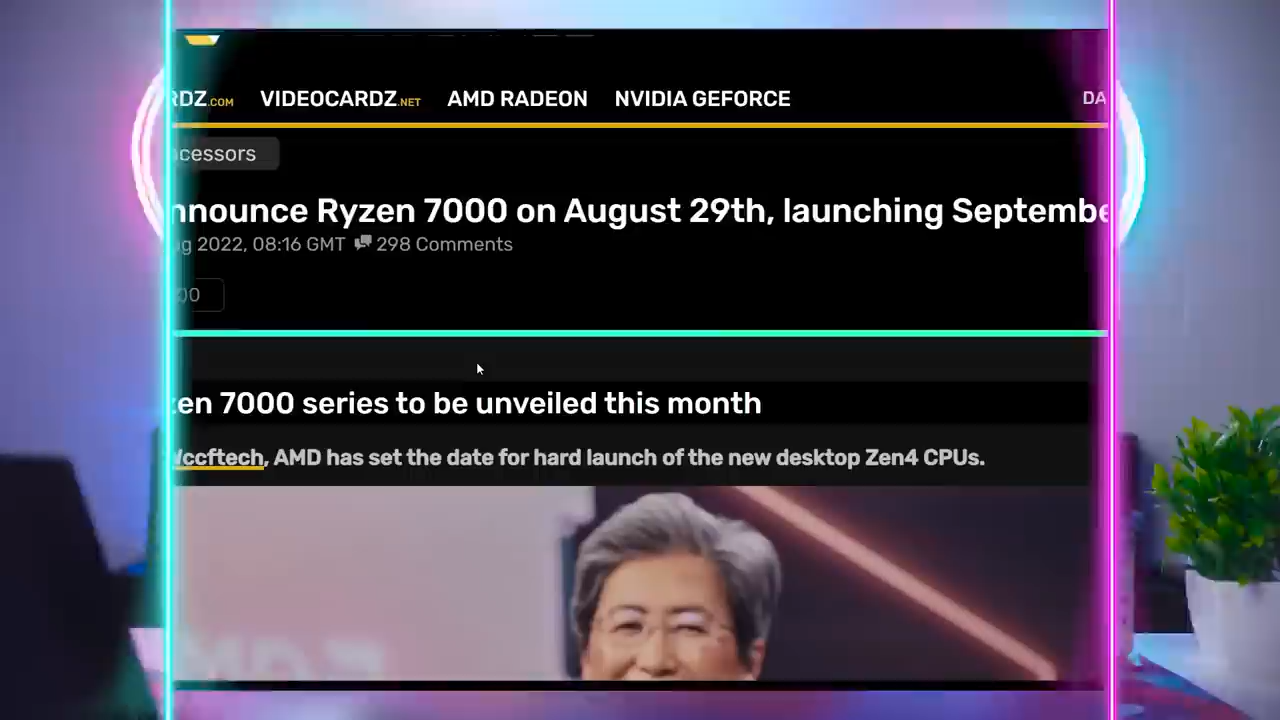 RDZ.COM VIDEOCARDZ.NET AMD RADEON NVIDIA GEFORCE DA
cessors
nnounce Ryzen 7000 on August 29th, launching Septembe
g 2022, 08:16 GMT 298 Comments
00
zen 7000 series to be unveiled this month
Wccftech, AMD has set the date for hard launch of the new desktop Zen4 CPUs.